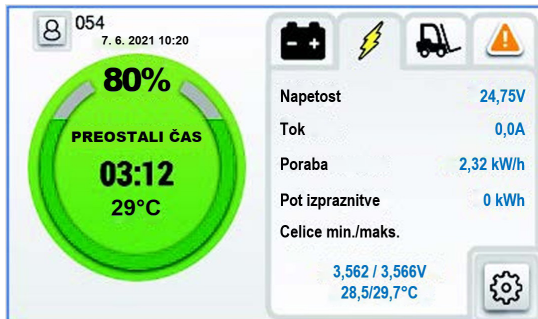 054
7. 6. 2021 10:20
80%
PREOSTALI ČAS
03:12
29°C
Napetost 24,75V
Tok 0,0A
Poraba 2,32 kW/h
Pot izpraznitve 0 kWh
Celice min./maks.
3,562 / 3,566V
28,5/29,7°C